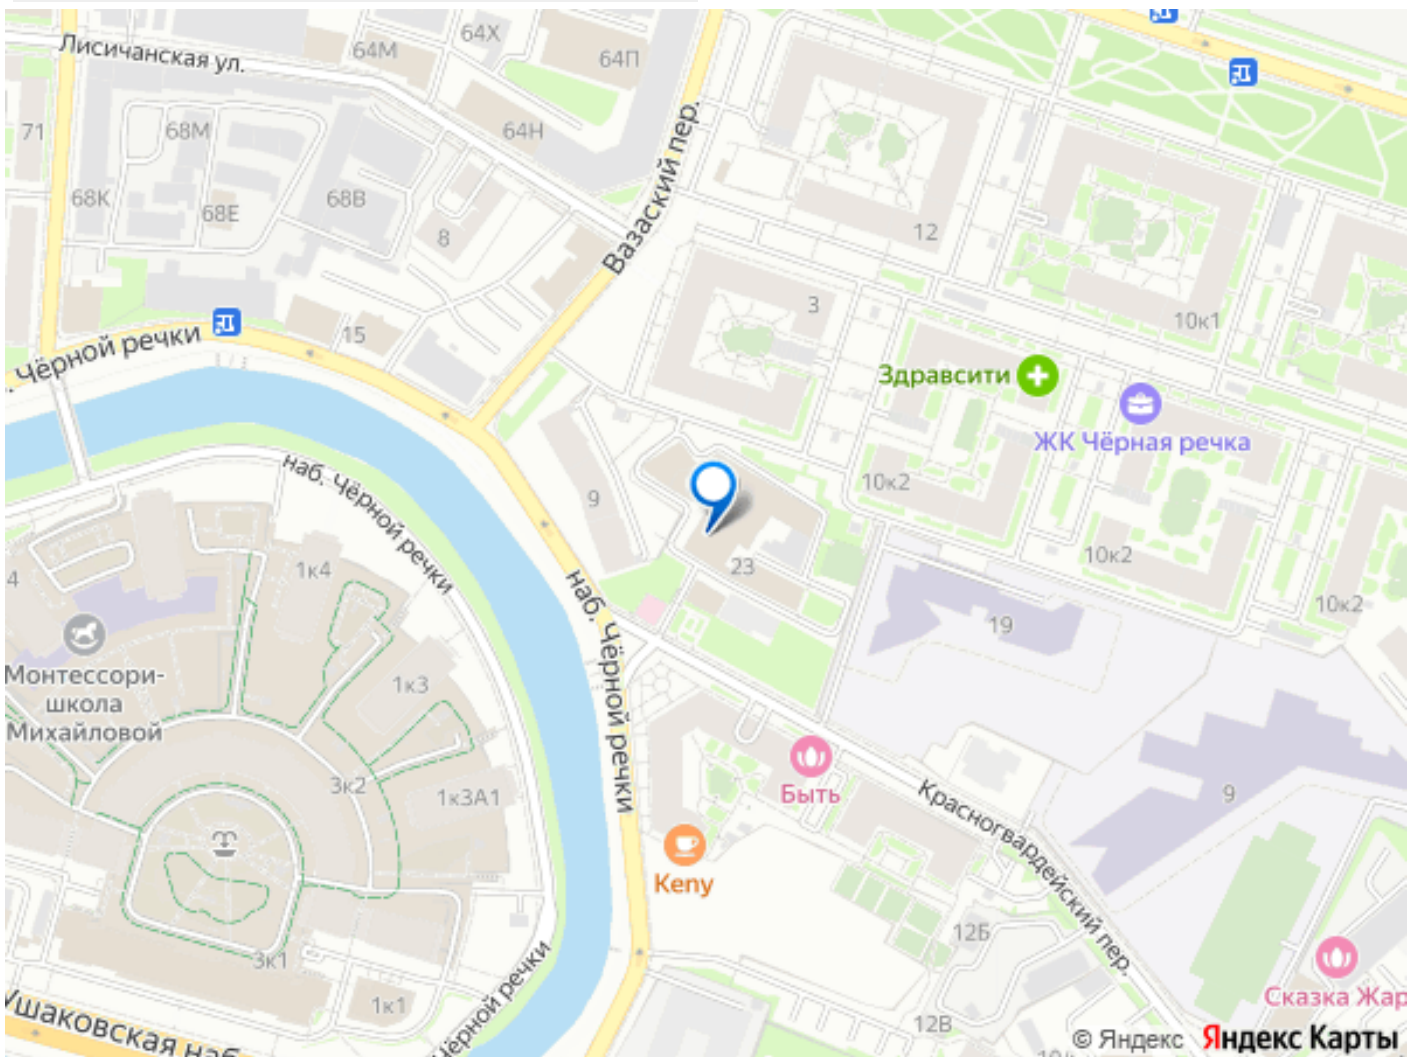 64Х
Лисичанская ул.
64М
64П
71
68М
64Н
Вазаский пер.
68К
68Е
68В
8
12
3
10к1
15
Чёрной речки
Здравсити
ЖК Чёрная речка
наб. Чёрной речки
9
10к2
10к2
23
1к4
4
наб. Чёрной речки
19
10к2
Монтессори-
школа
Михайловой
1к3
3к2
1к3А1
Быть
9
Красногвардейский пер.
Keny
12Б
3к1
1к1
Чёрной речки
Сказка Жар
Ушаковская наб.
12В
© Яндекс Яндекс Карты